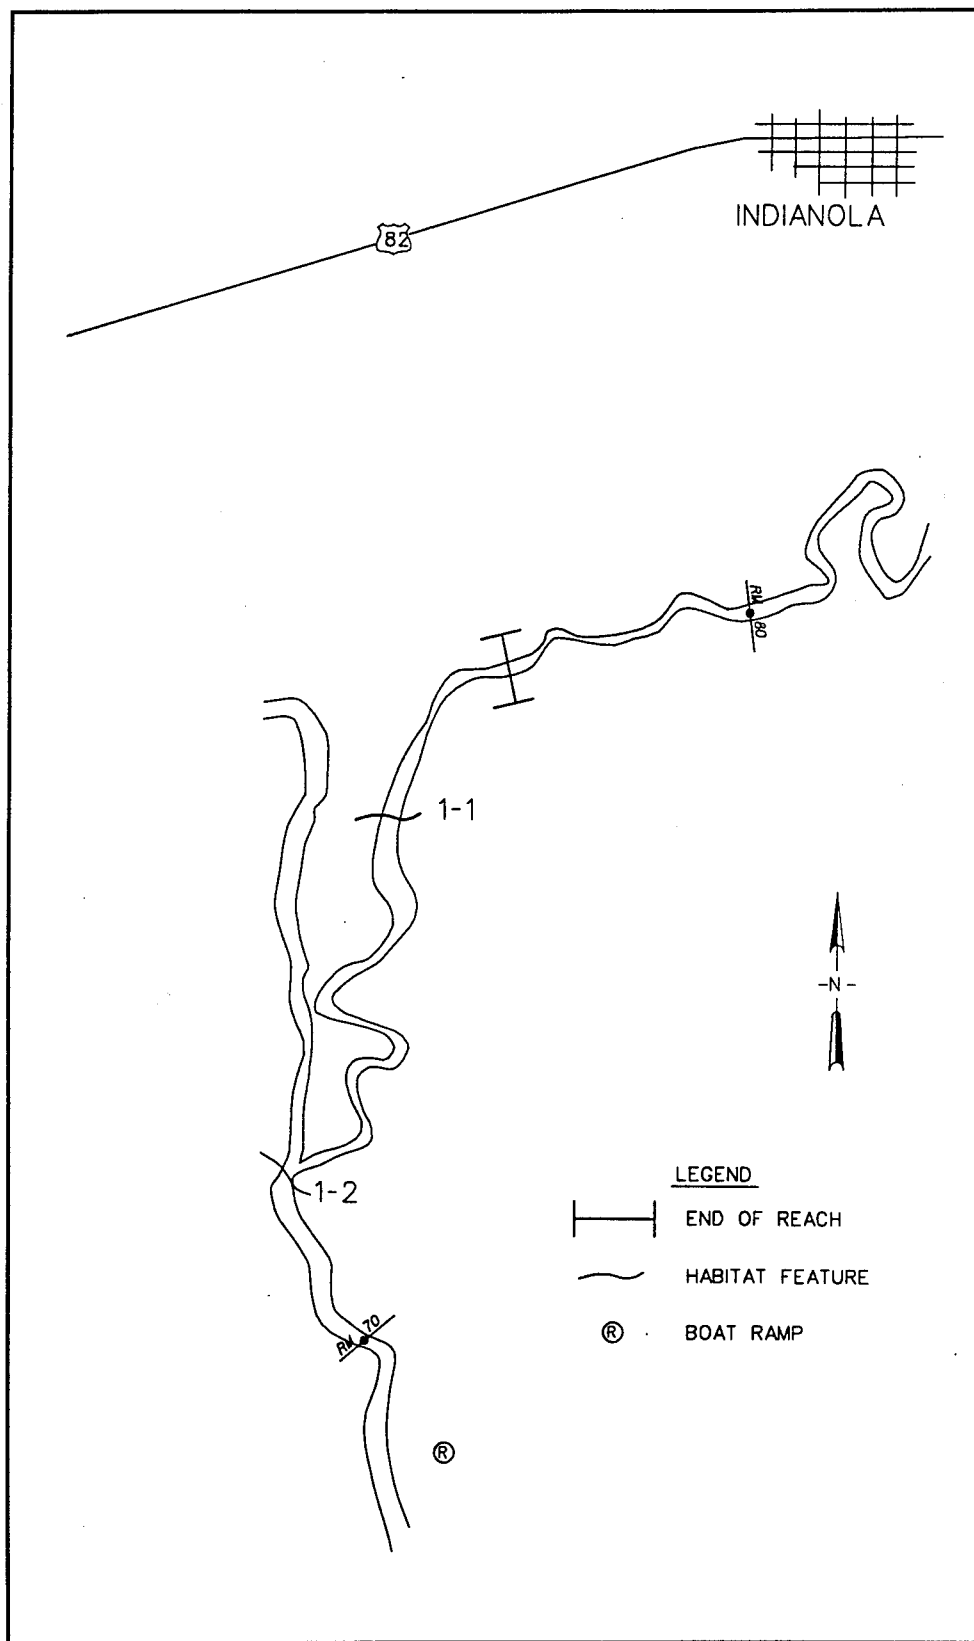 INDIANOLA
82
RM 80
1-1
-N-
1-2
RM 70
R
LEGEND
END OF REACH
HABITAT FEATURE
R BOAT RAMP